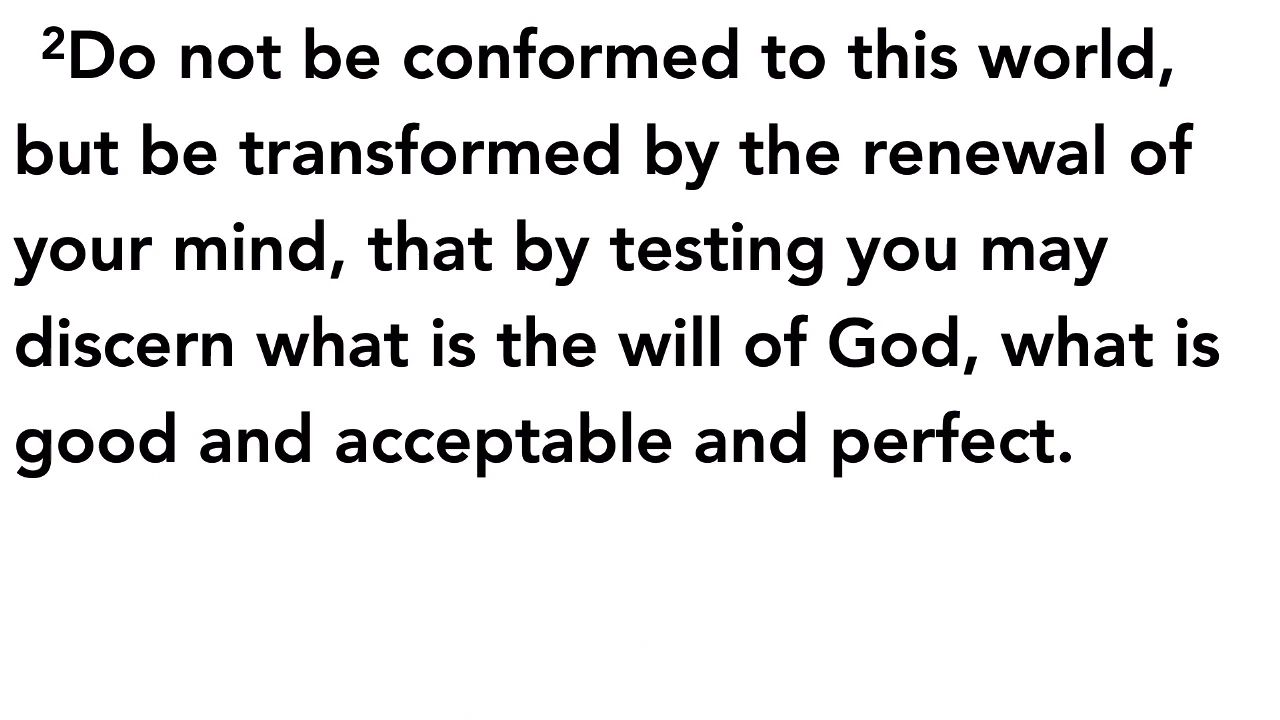 ²Do not be conformed to this world,
but be transformed by the renewal of
your mind, that by testing you may
discern what is the will of God, what is
good and acceptable and perfect.